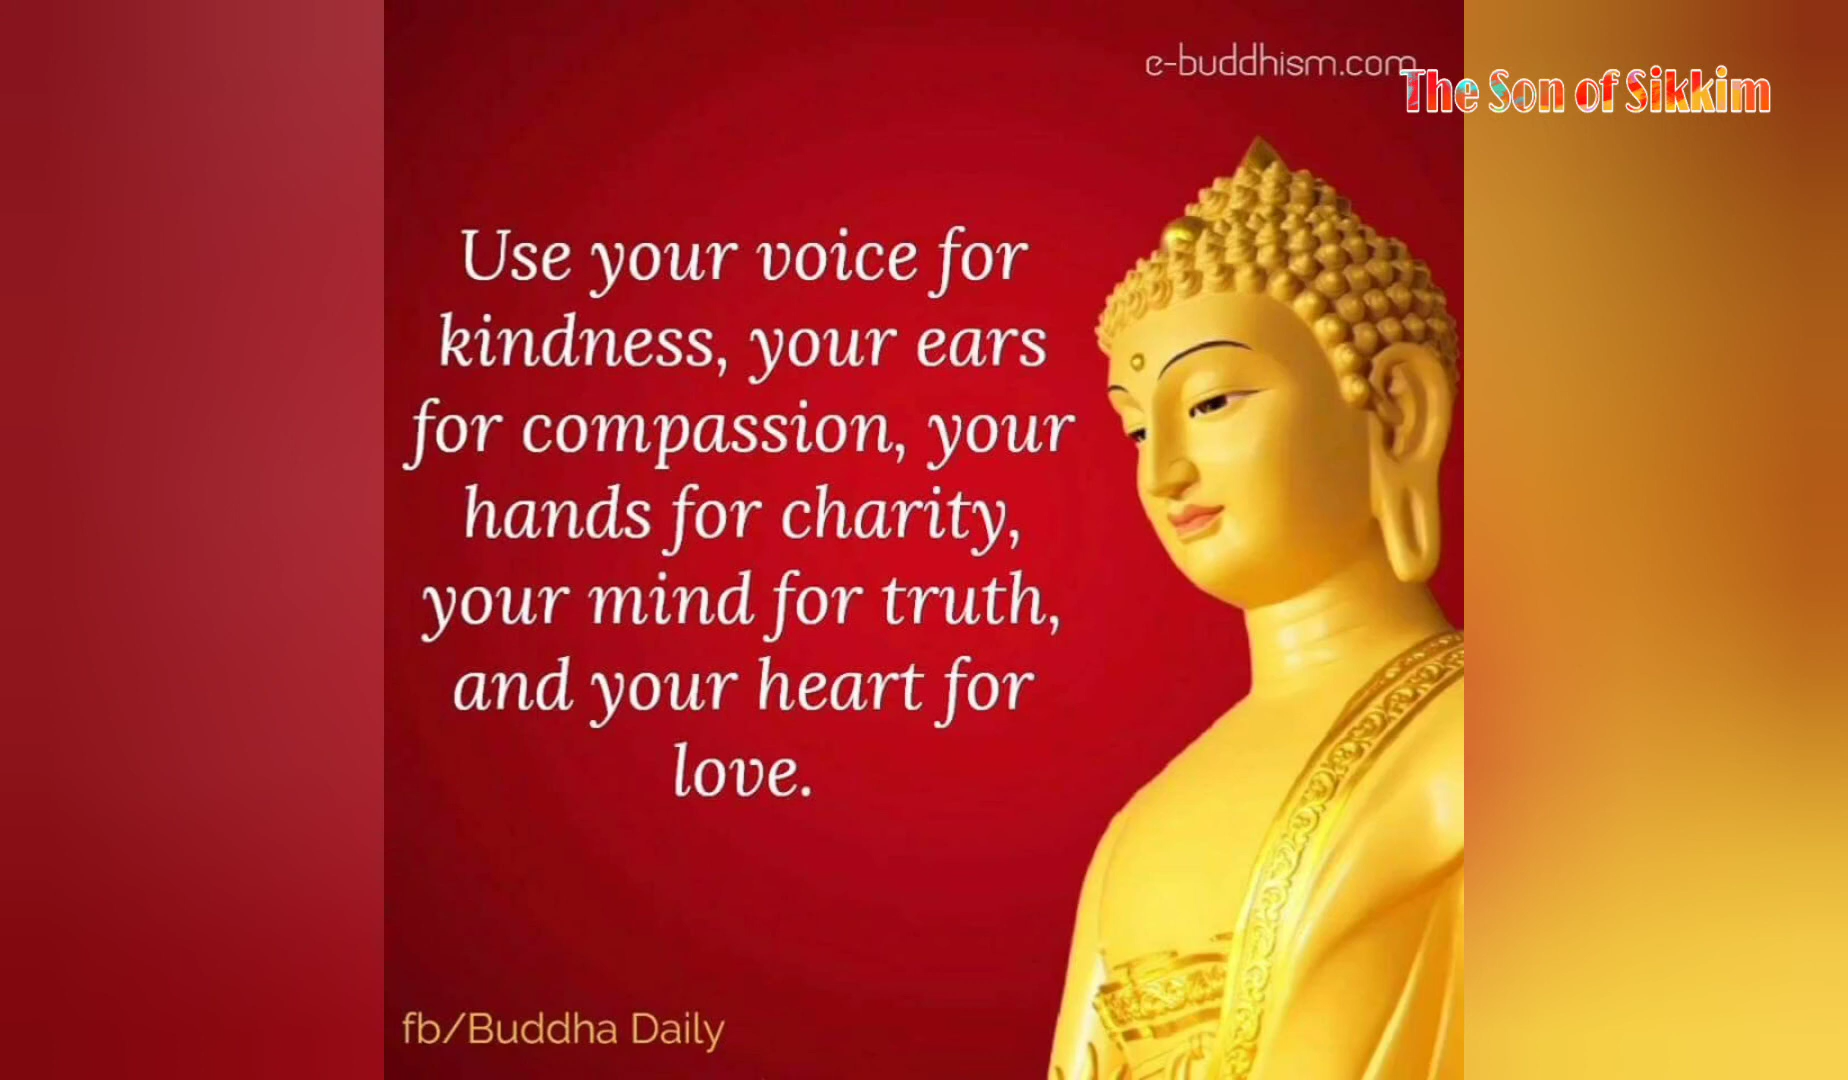 e-buddhism.com
The Son of Sikkim
Use your voice for
kindness, your ears
for compassion, your
hands for charity,
your mind for truth,
and your heart for
love.
fb/Buddha Daily